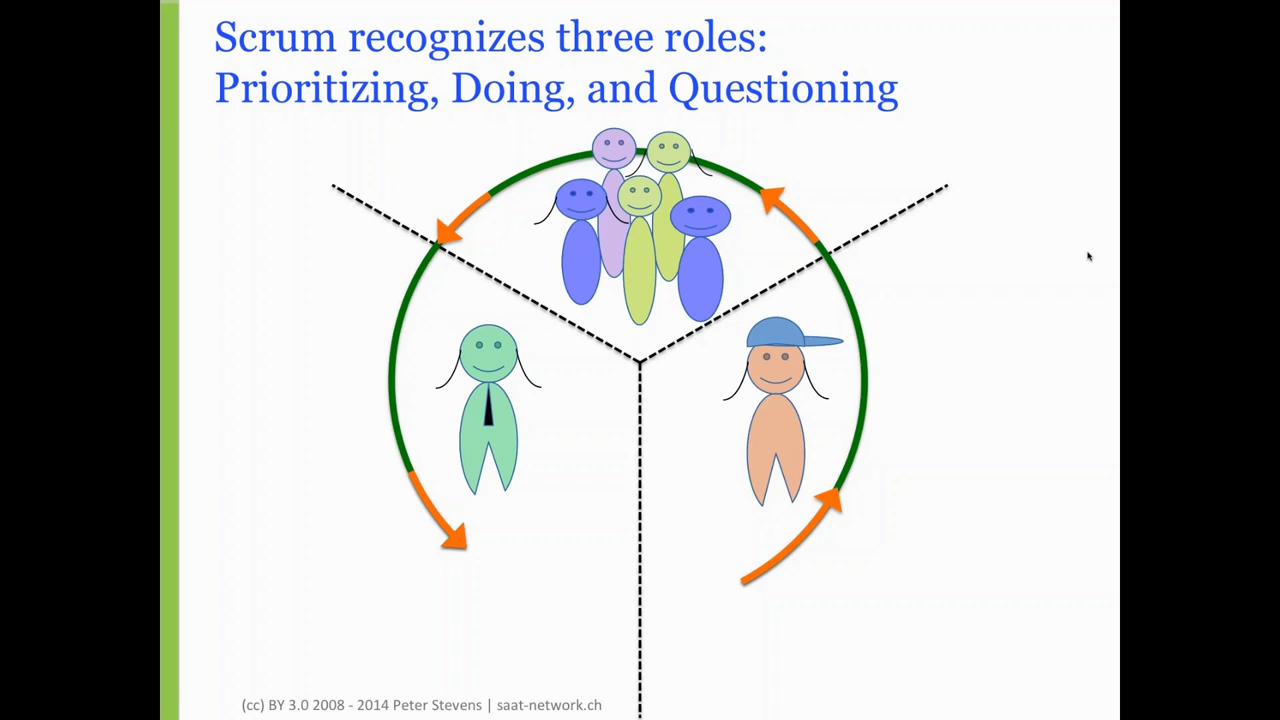 Scrum recognizes three roles:
Prioritizing, Doing, and Questioning
(cc) BY 3.0 2008 - 2014 Peter Stevens | saat-network.ch